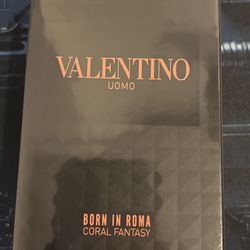 VALENTINO
UOMO
BORN IN ROMA
CORAL FANTASY